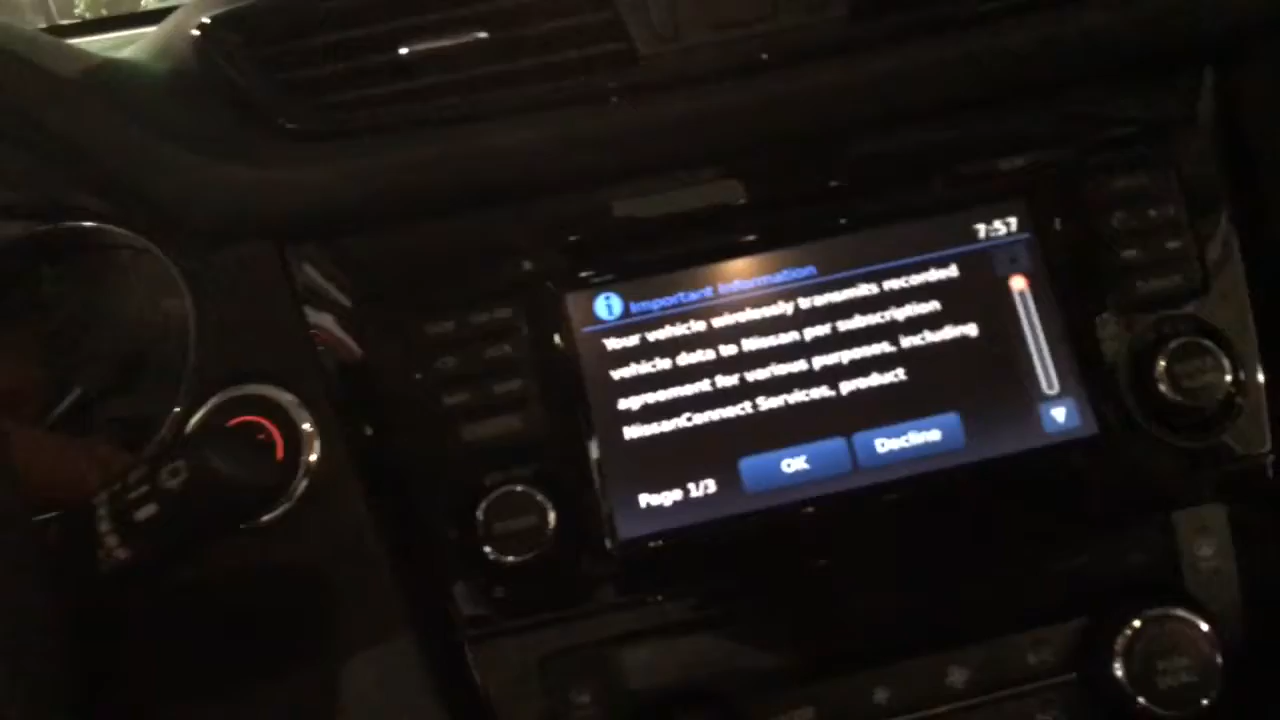 7:57
Important Information
Your vehicle wirelessly transmits recorded
vehicle data to Nissan per subscription
agreement for various purposes, including
NissanConnect Services, product
OK
Decline
Page 1/3